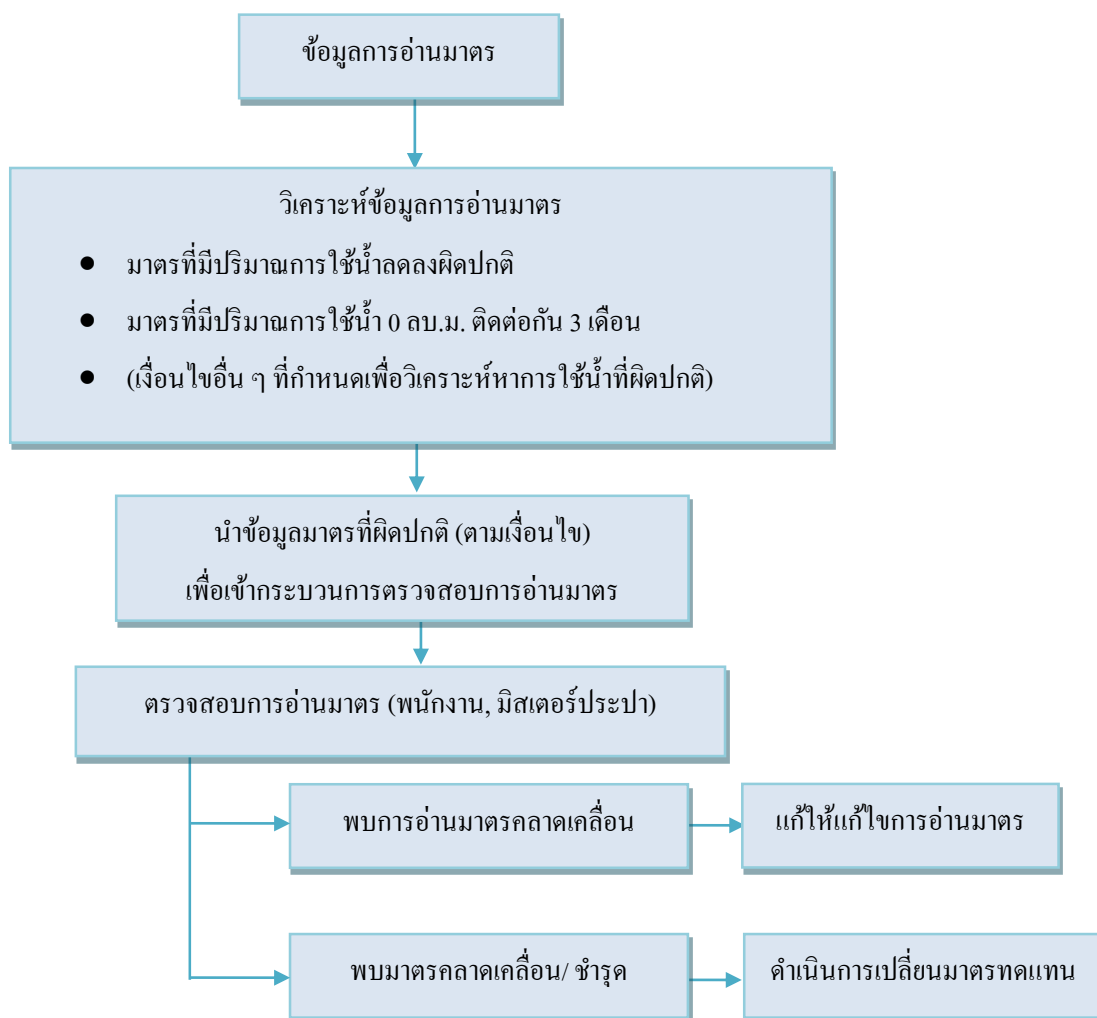 ข้อมูลการอ่านมาตร
วิเคราะห์ข้อมูลการอ่านมาตร
● มาตรที่มีปริมาณการใช้น้ำลดลงผิดปกติ
● มาตรที่มีปริมาณการใช้น้ำ 0 ลบ.ม. ติดต่อกัน 3 เดือน
● (เงื่อนไขอื่น ๆ ที่กำหนดเพื่อวิเคราะห์หาการใช้น้ำที่ผิดปกติ)
นำข้อมูลมาตรที่ผิดปกติ (ตามเงื่อนไข)
เพื่อเข้ากระบวนการตรวจสอบการอ่านมาตร
ตรวจสอบการอ่านมาตร (พนักงาน, มิสเตอร์ประปา)
พบการอ่านมาตรคลาดเคลื่อน
แก้ให้แก้ไขการอ่านมาตร
พบมาตรคลาดเคลื่อน/ ชำรุด
ดำเนินการเปลี่ยนมาตรทดแทน